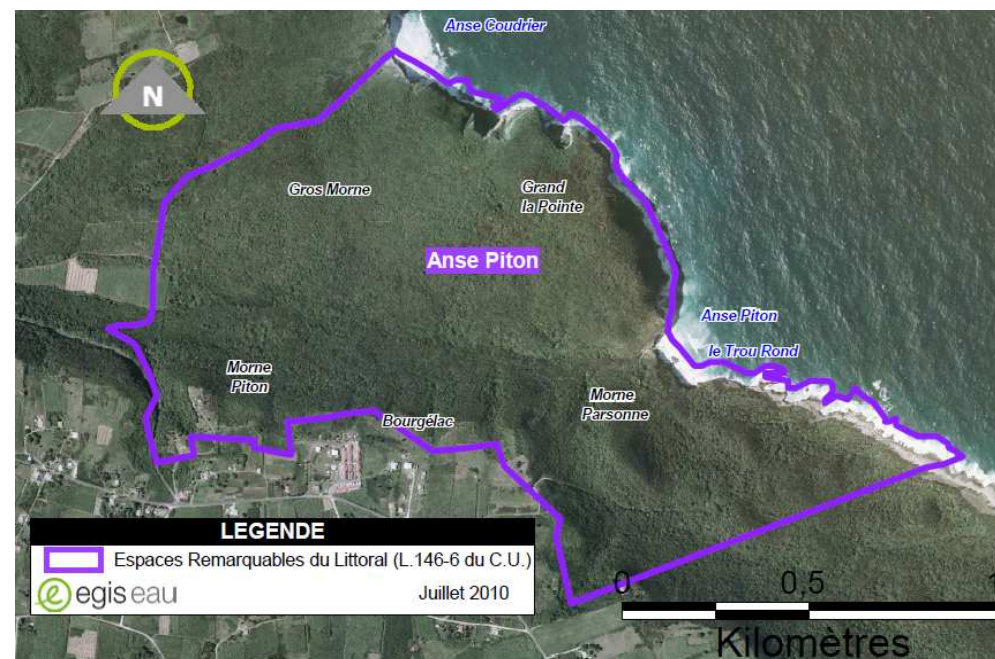 Anse Coudrier
N
Gros Morne
Grand
la Pointe
Anse Piton
Anse Piton
le Trou Rond
Morne
Piton
Morne
Parsonne
Bourgélac
LEGENDE
Espaces Remarquables du Littoral (L.146-6 du C.U.)
e egis eau
Juillet 2010
0 0,5 1
Kilomètres